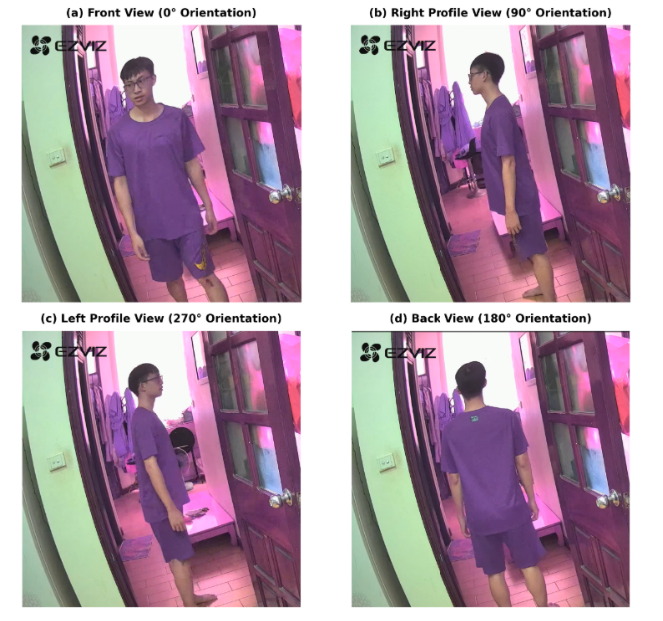 (a) Front View (0° Orientation)
(b) Right Profile View (90° Orientation)
EZVIZ
EZVIZ
(c) Left Profile View (270° Orientation)
(d) Back View (180° Orientation)
EZVIZ
EZVIZ